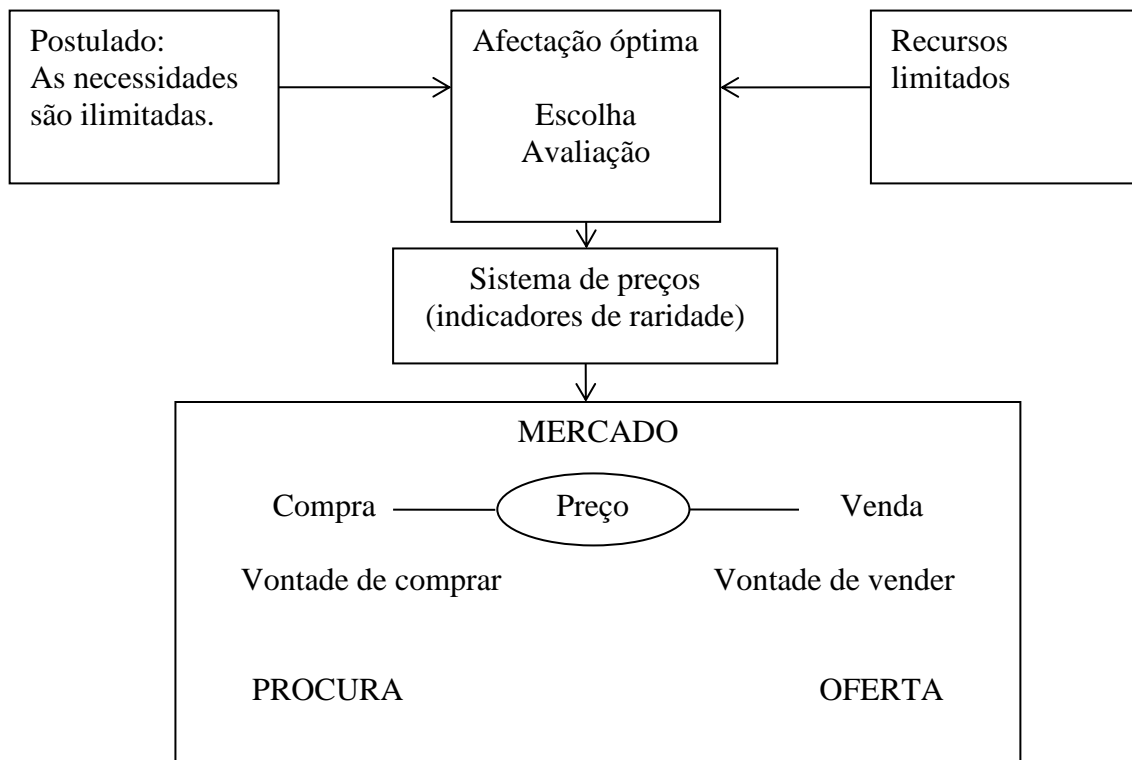 Postulado:
As necessidades
são ilimitadas.
Afectação óptima
Escolha
Avaliação
Recursos
limitados
Sistema de preços
(indicadores de raridade)
MERCADO
Compra
Preço
Venda
Vontade de comprar
Vontade de vender
PROCURA
OFERTA